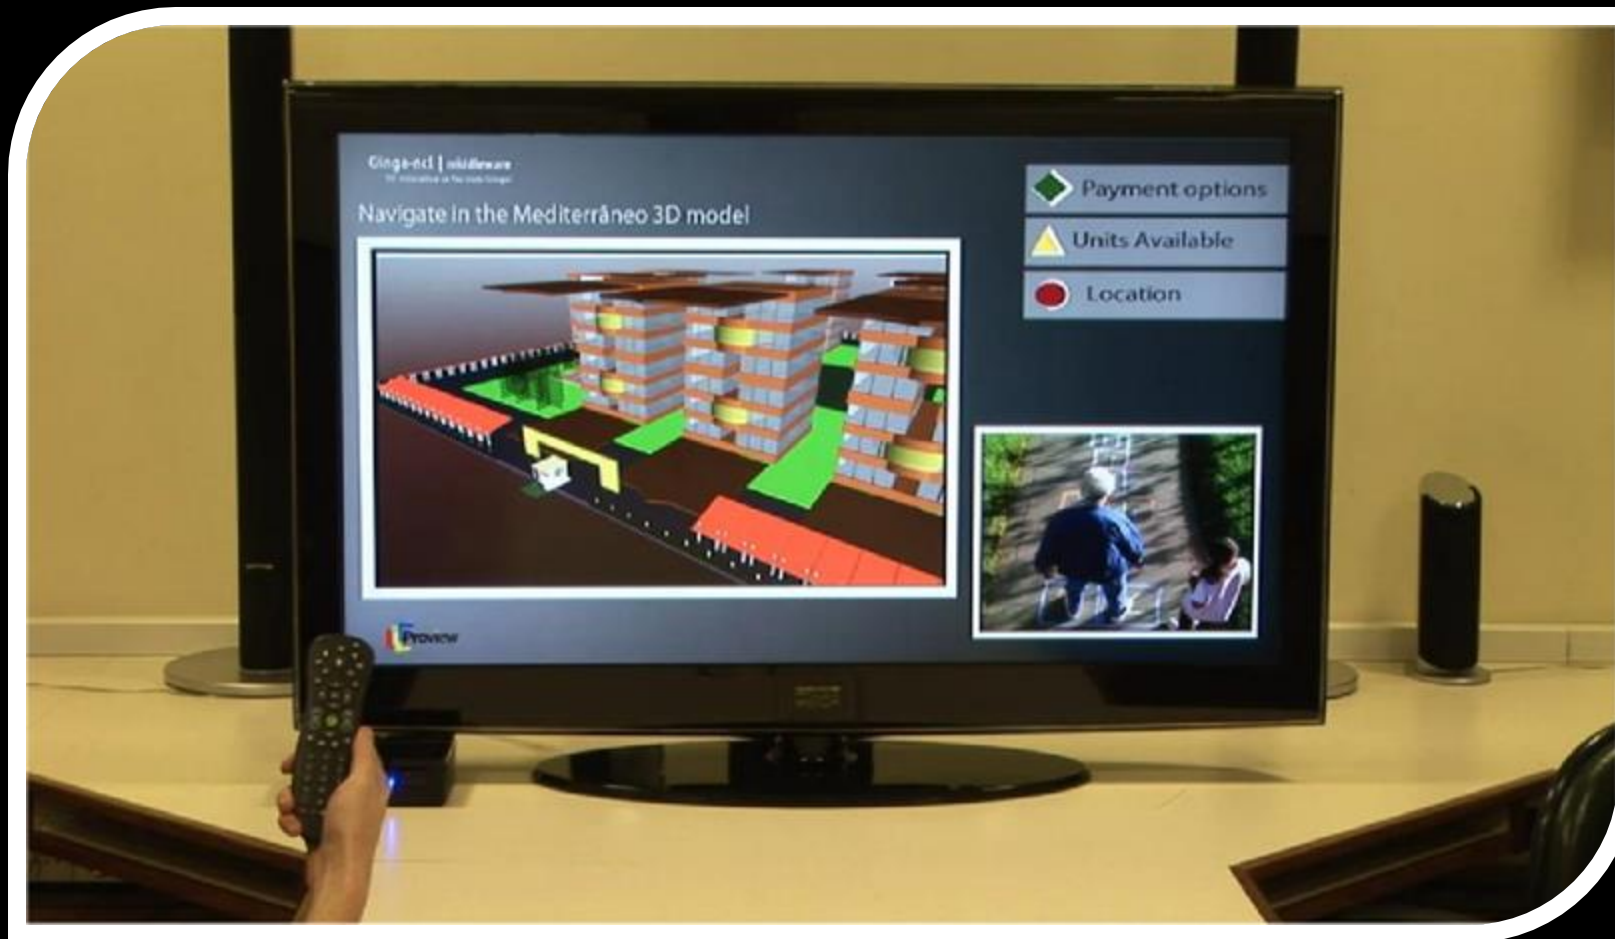 Ginga-ncl | middleware
Navigate in the Mediterrâneo 3D model
Payment options
Units Available
Location
Proview